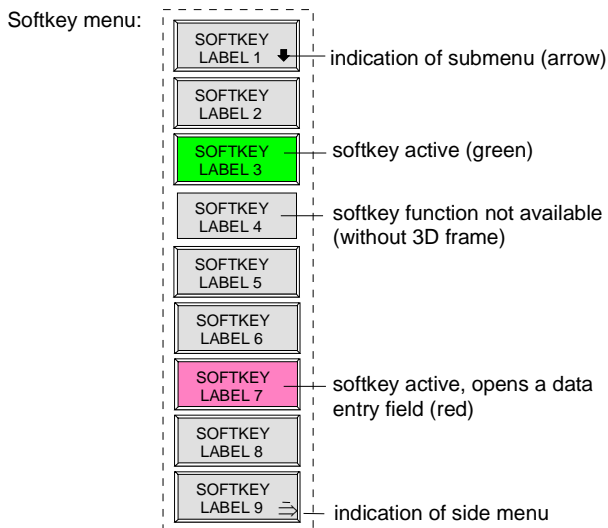 Softkey menu:
SOFTKEY
LABEL 1
indication of submenu (arrow)
SOFTKEY
LABEL 2
SOFTKEY
LABEL 3
softkey active (green)
SOFTKEY
LABEL 4
softkey function not available
(without 3D frame)
SOFTKEY
LABEL 5
SOFTKEY
LABEL 6
SOFTKEY
LABEL 7
softkey active, opens a data
entry field (red)
SOFTKEY
LABEL 8
SOFTKEY
LABEL 9
indication of side menu